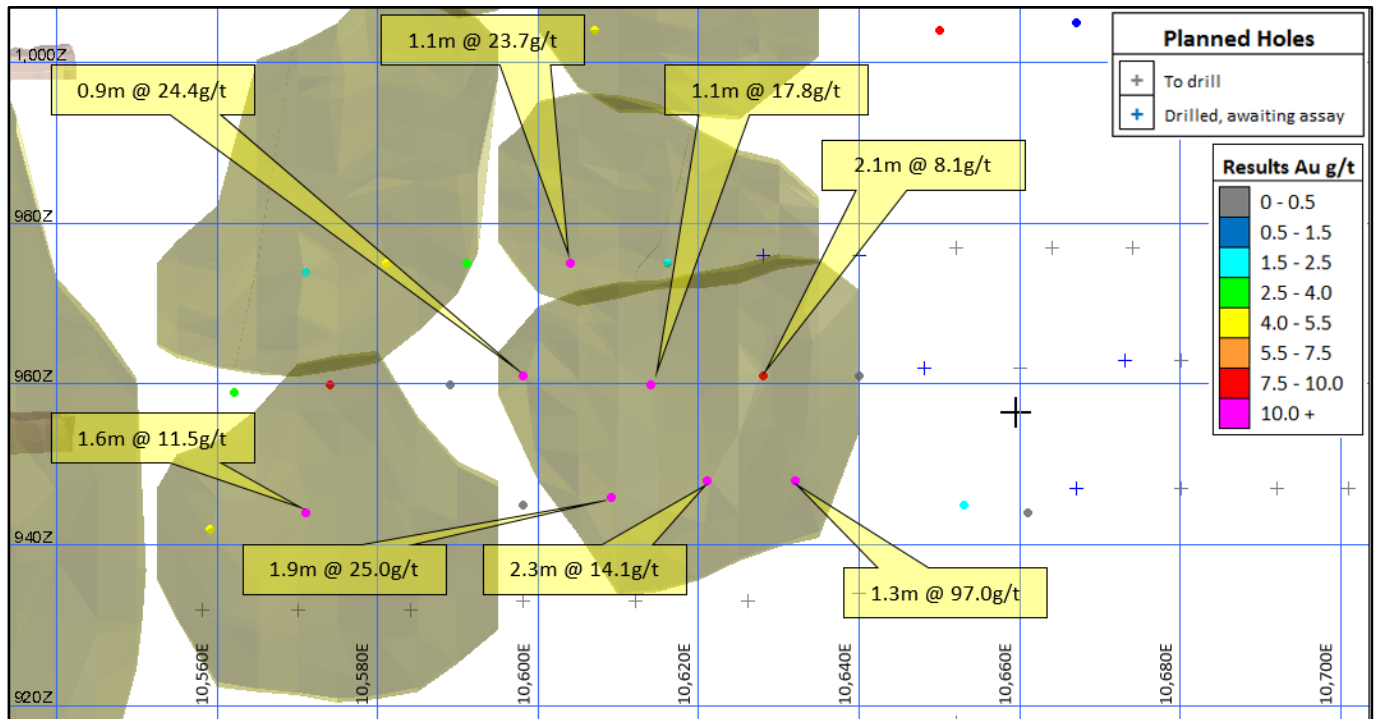 1,000Z
980Z
960Z
940Z
920Z
1.1m @ 23.7g/t
0.9m @ 24.4g/t
1.1m @ 17.8g/t
2.1m @ 8.1g/t
1.6m @ 11.5g/t
1.9m @ 25.0g/t
2.3m @ 14.1g/t
1.3m @ 97.0g/t
10,560E
10,580E
10,600E
10,620E
10,640E
10,660E
10,680E
10,700E
Planned Holes
To drill
Drilled, awaiting assay
Results Au g/t
0 - 0.5
0.5 - 1.5
1.5 - 2.5
2.5 - 4.0
4.0 - 5.5
5.5 - 7.5
7.5 - 10.0
10.0 +